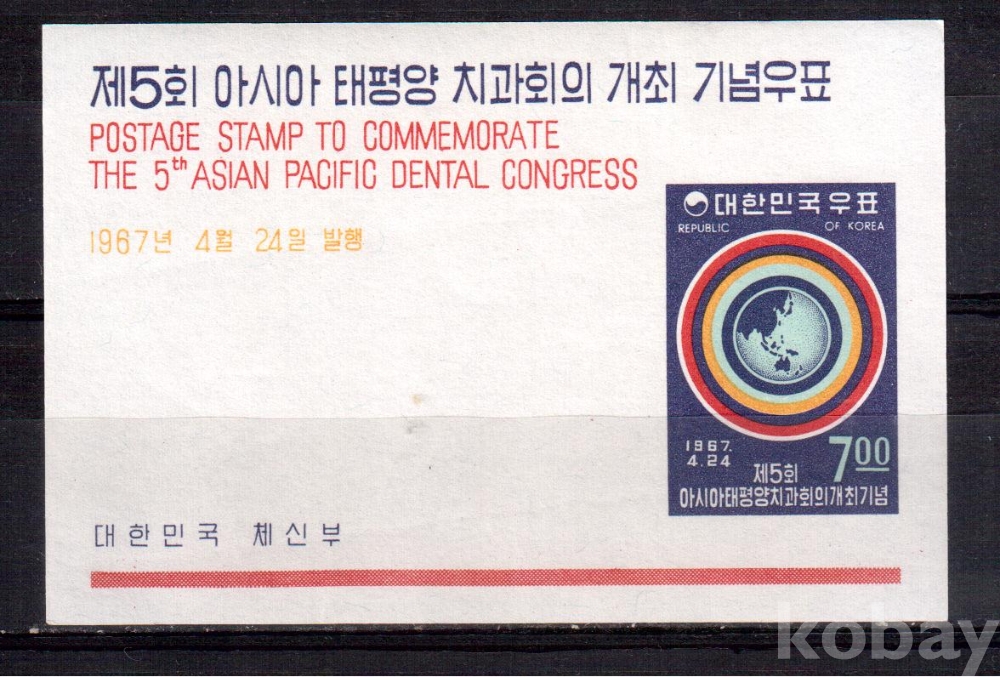 제5회 아시아 태평양 치과회의 개최 기념우표
POSTAGE STAMP TO COMMEMORATE
THE 5th ASIAN PACIFIC DENTAL CONGRESS
1967년 4월 24일 발행
대한민국우표
REPUBLIC OF KOREA
1967.
4.24
7.00
제5회
아시아태평양치과회의개최기념
대한민국 체신부
kobay